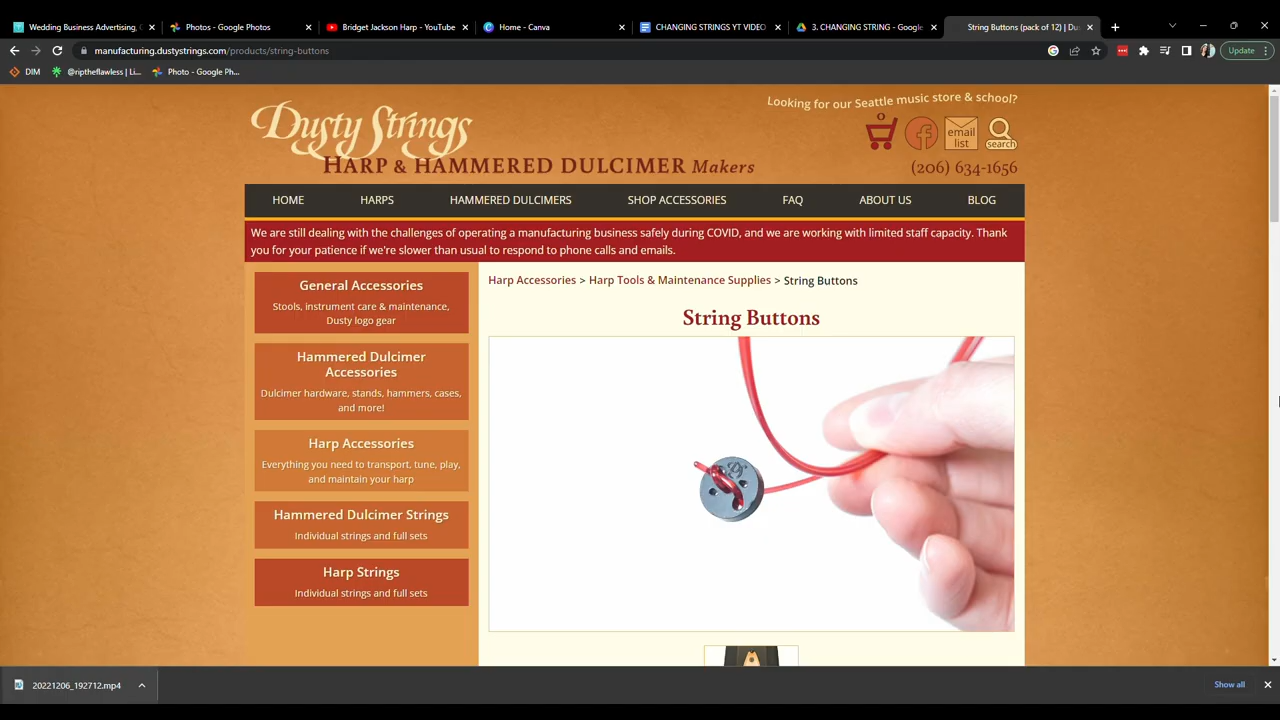 Wedding Business Advertising,
Photos - Google Photos
Bridget Jackson Harp - YouTube
Home - Canva
CHANGING STRINGS YT VIDEO
3. CHANGING STRING - Google
String Buttons (pack of 12) | Du
manufacturing.dustystrings.com/products/string-buttons
Update
DIM
@riptheflawless | Li...
Photo - Google Ph...
Looking for our Seattle music store & school?
Dusty Strings
HARP & HAMMERED DULCIMER Makers
0
email
list
search
(206) 634-1656
HOME
HARPS
HAMMERED DULCIMERS
SHOP ACCESSORIES
FAQ
ABOUT US
BLOG
We are still dealing with the challenges of operating a manufacturing business safely during COVID, and we are working with limited staff capacity. Thank
you for your patience if we're slower than usual to respond to phone calls and emails.
General Accessories
Stools, instrument care & maintenance,
Dusty logo gear
Hammered Dulcimer
Accessories
Dulcimer hardware, stands, hammers, cases,
and more!
Harp Accessories
Everything you need to transport, tune, play,
and maintain your harp
Hammered Dulcimer Strings
Individual strings and full sets
Harp Strings
Individual strings and full sets
Harp Accessories > Harp Tools & Maintenance Supplies > String Buttons
String Buttons
DS
20221206_192712.mp4
Show all